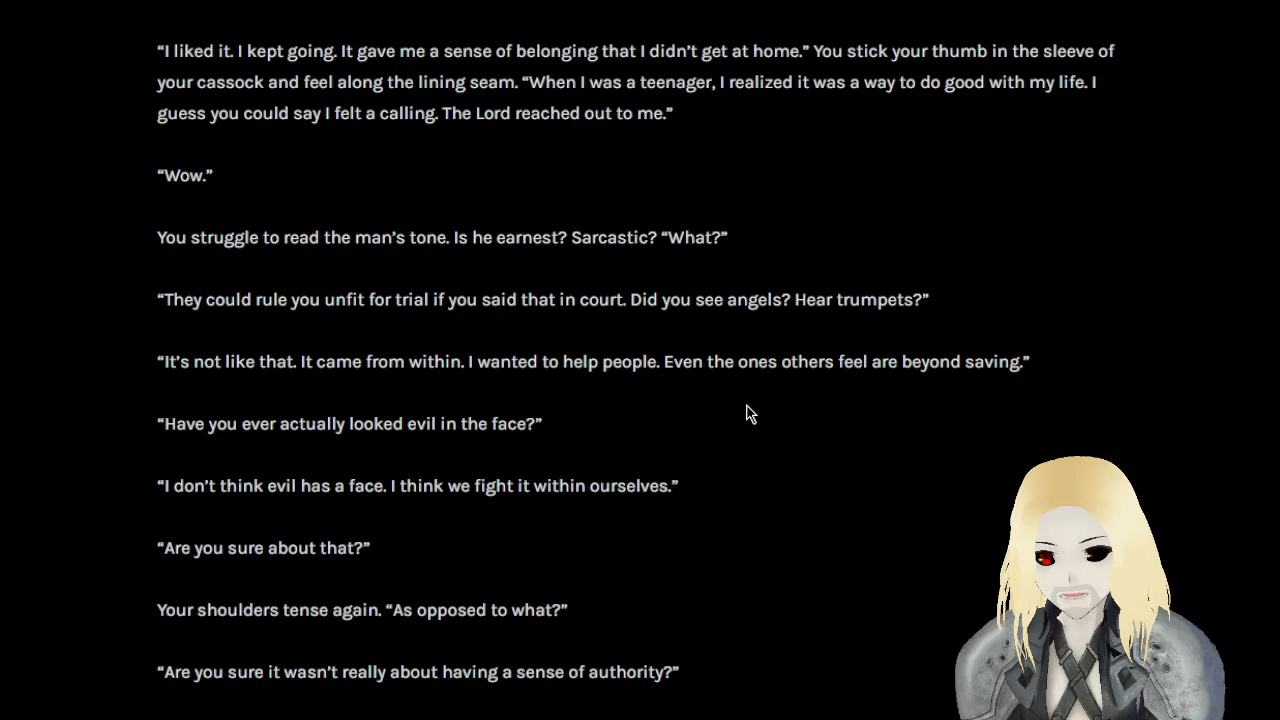 “I liked it. I kept going. It gave me a sense of belonging that I didn’t get at home.” You stick your thumb in the sleeve of
your cassock and feel along the lining seam. “When I was a teenager, I realized it was a way to do good with my life. I
guess you could say I felt a calling. The Lord reached out to me.”
“Wow.”
You struggle to read the man’s tone. Is he earnest? Sarcastic? “What?”
“They could rule you unfit for trial if you said that in court. Did you see angels? Hear trumpets?”
“It’s not like that. It came from within. I wanted to help people. Even the ones others feel are beyond saving.”
“Have you ever actually looked evil in the face?”
“I don’t think evil has a face. I think we fight it within ourselves.”
“Are you sure about that?”
Your shoulders tense again. “As opposed to what?”
“Are you sure it wasn’t really about having a sense of authority?”